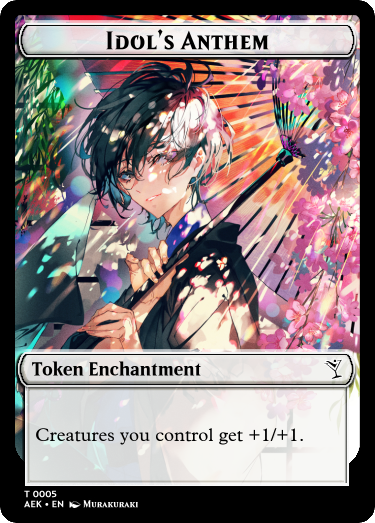 Idol's Anthem
Token Enchantment
Creatures you control get +1/+1.
T 0005
AEK • EN Murakuraki